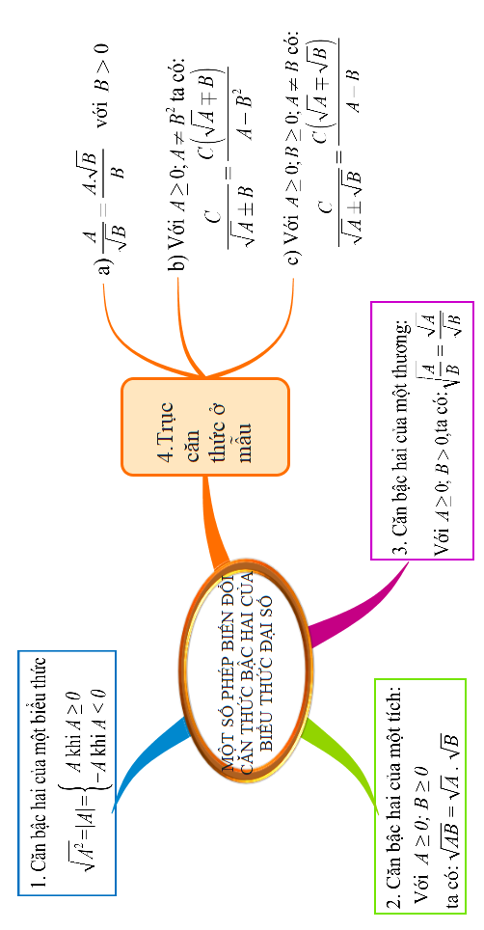 MỘT SỐ PHÉP BIẾN ĐỔI
CĂN THỨC BẬC HAI CỦA
BIỂU THỨC ĐẠI SỐ
1. Căn bậc hai của một biểu thức
√A² = |A| = { A khi A ≥ 0
−A khi A < 0
2. Căn bậc hai của một tích:
Với A ≥ 0; B ≥ 0
ta có: √AB = √A . √B
3. Căn bậc hai của một thương:
Với A ≥ 0; B > 0, ta có: √(A/B) = √A/√B
4.Trục
căn
thức ở
mẫu
a) A/√B = A.√B/B với B > 0
b) Với A ≥ 0; A ≠ B² ta có:
C/(√A ± B) = C(√A ∓ B)/(A − B²)
c) Với A ≥ 0; B ≥ 0; A ≠ B có:
C/(√A ± √B) = C(√A ∓ √B)/(A − B)